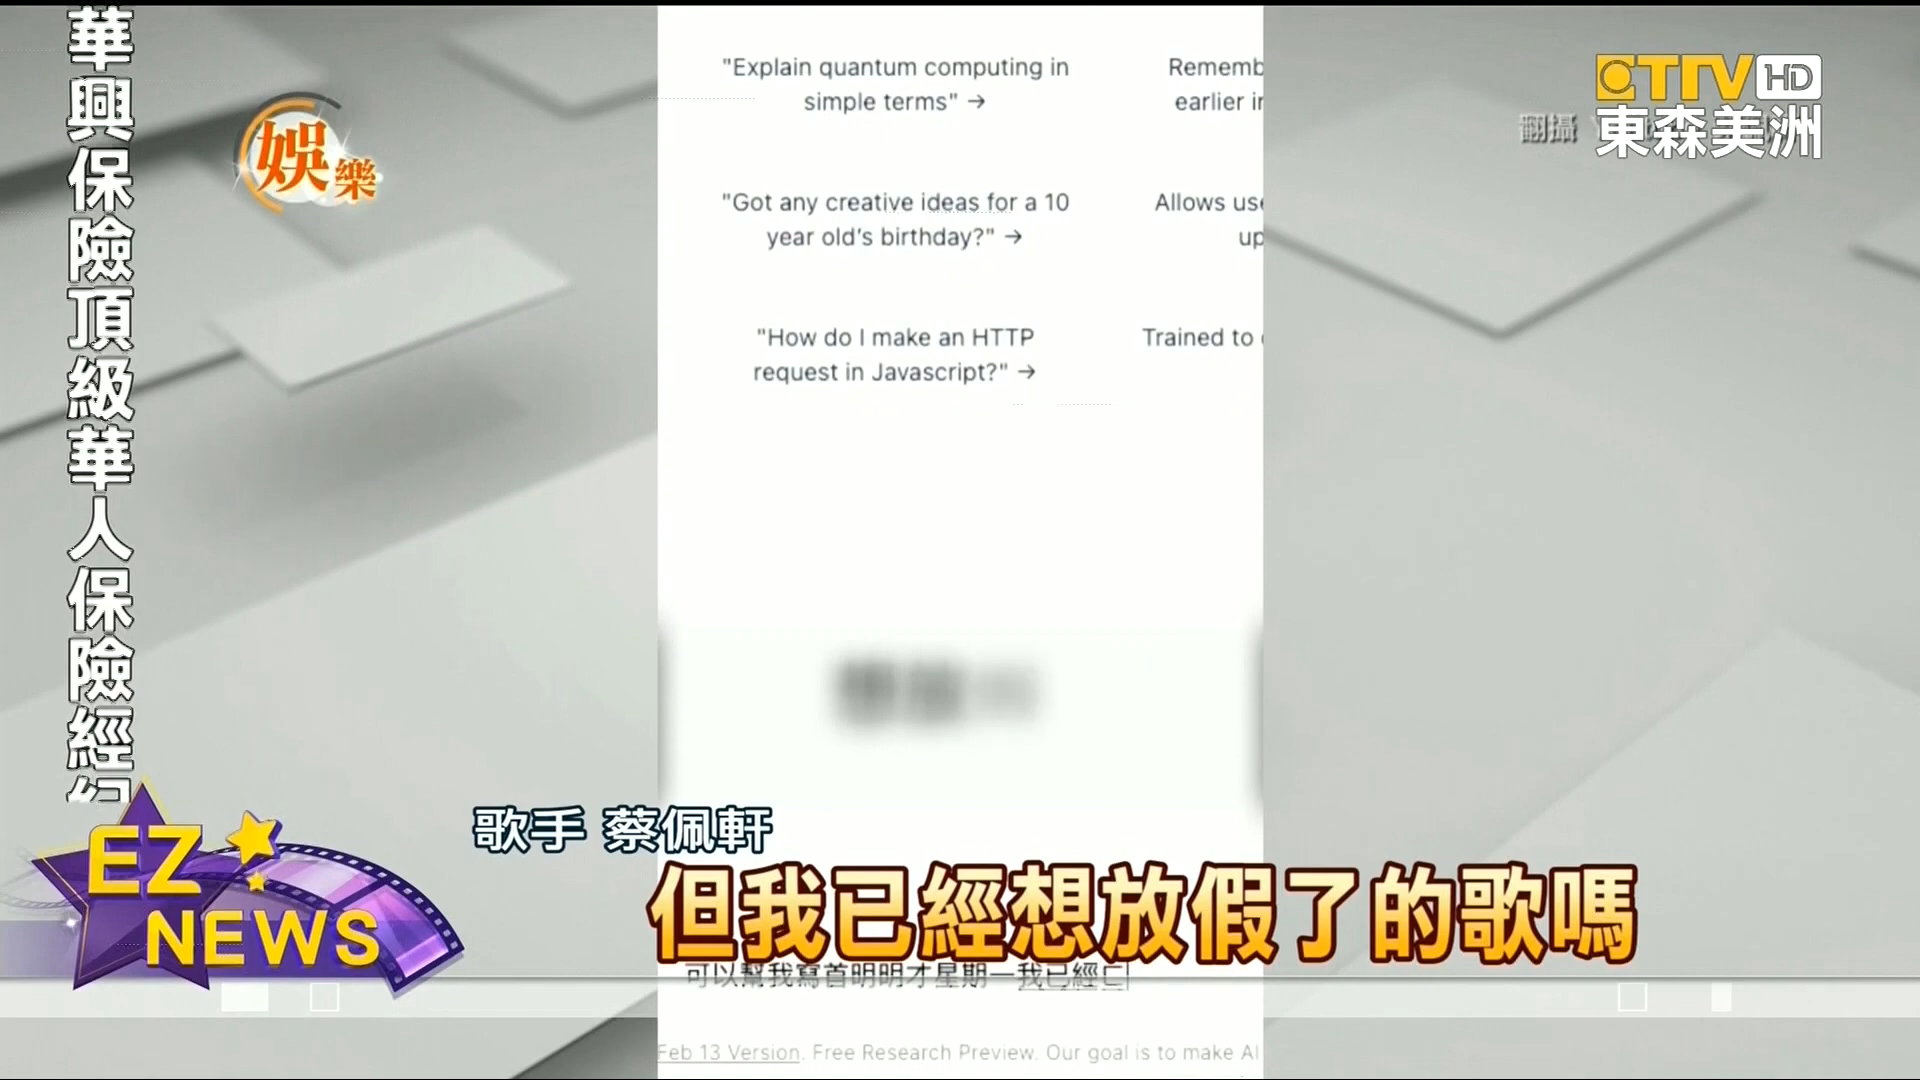 華興保險頂級華人保險經紀
娛樂
"Explain quantum computing in
simple terms" →
"Got any creative ideas for a 10
year old's birthday?" →
"How do I make an HTTP
request in Javascript?" →
Rememb
earlier in
Allows use
up
Trained to
ETTV HD
東森美洲
翻攝
歌手 蔡佩軒
但我已經想放假了的歌嗎
EZ
NEWS
可以幫我寫首明明才星期一我已經ㄈ
Feb 13 Version. Free Research Preview. Our goal is to make AI